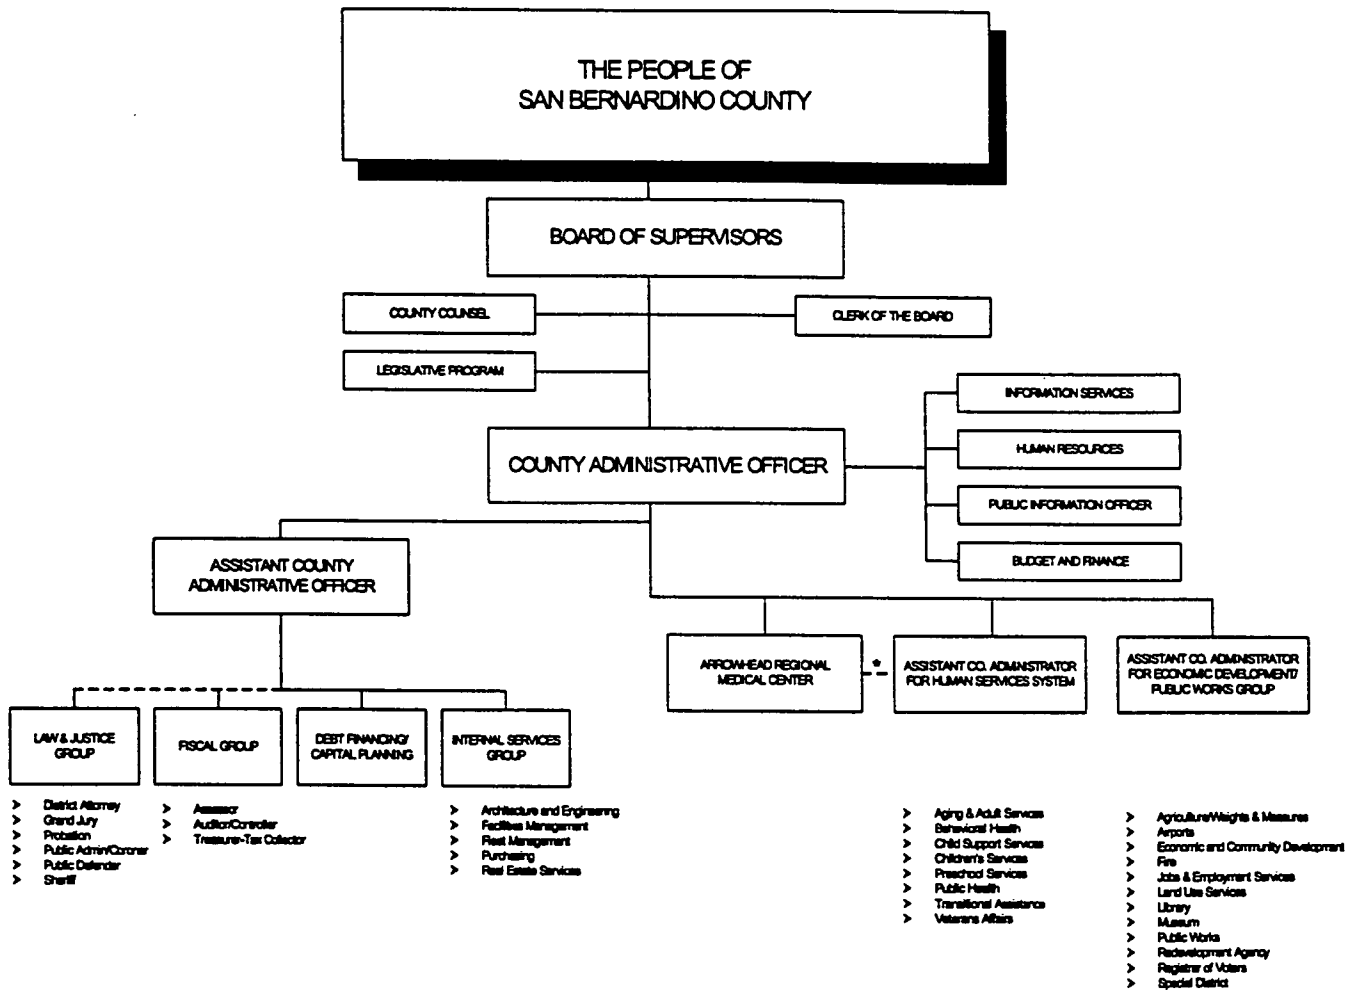 THE PEOPLE OF
SAN BERNARDINO COUNTY
BOARD OF SUPERVISORS
COUNTY COUNSEL
CLERK OF THE BOARD
LEGISLATIVE PROGRAM
INFORMATION SERVICES
HUMAN RESOURCES
COUNTY ADMINISTRATIVE OFFICER
PUBLIC INFORMATION OFFICER
BUDGET AND FINANCE
ASSISTANT COUNTY
ADMINISTRATIVE OFFICER
ARROWHEAD REGIONAL
MEDICAL CENTER
*
ASSISTANT CO. ADMINISTRATOR
FOR HUMAN SERVICES SYSTEM
ASSISTANT CO. ADMINISTRATOR
FOR ECONOMIC DEVELOPMENT/
PUBLIC WORKS GROUP
LAW & JUSTICE
GROUP
FISCAL GROUP
DEBT FINANCING/
CAPITAL PLANNING
INTERNAL SERVICES
GROUP
➢ District Attorney
➢ Grand Jury
➢ Probation
➢ Public Admin/Coroner
➢ Public Defender
➢ Sheriff
➢ Assessor
➢ Auditor/Controller
➢ Treasurer-Tax Collector
➢ Architecture and Engineering
➢ Facilities Management
➢ Fleet Management
➢ Purchasing
➢ Real Estate Services
➢ Aging & Adult Services
➢ Behavioral Health
➢ Child Support Services
➢ Children's Services
➢ Preschool Services
➢ Public Health
➢ Transitional Assistance
➢ Veterans Affairs
➢ Agriculture/Weights & Measures
➢ Airports
➢ Economic and Community Development
➢ Fire
➢ Jobs & Employment Services
➢ Land Use Services
➢ Library
➢ Museum
➢ Public Works
➢ Redevelopment Agency
➢ Registrar of Voters
➢ Special District